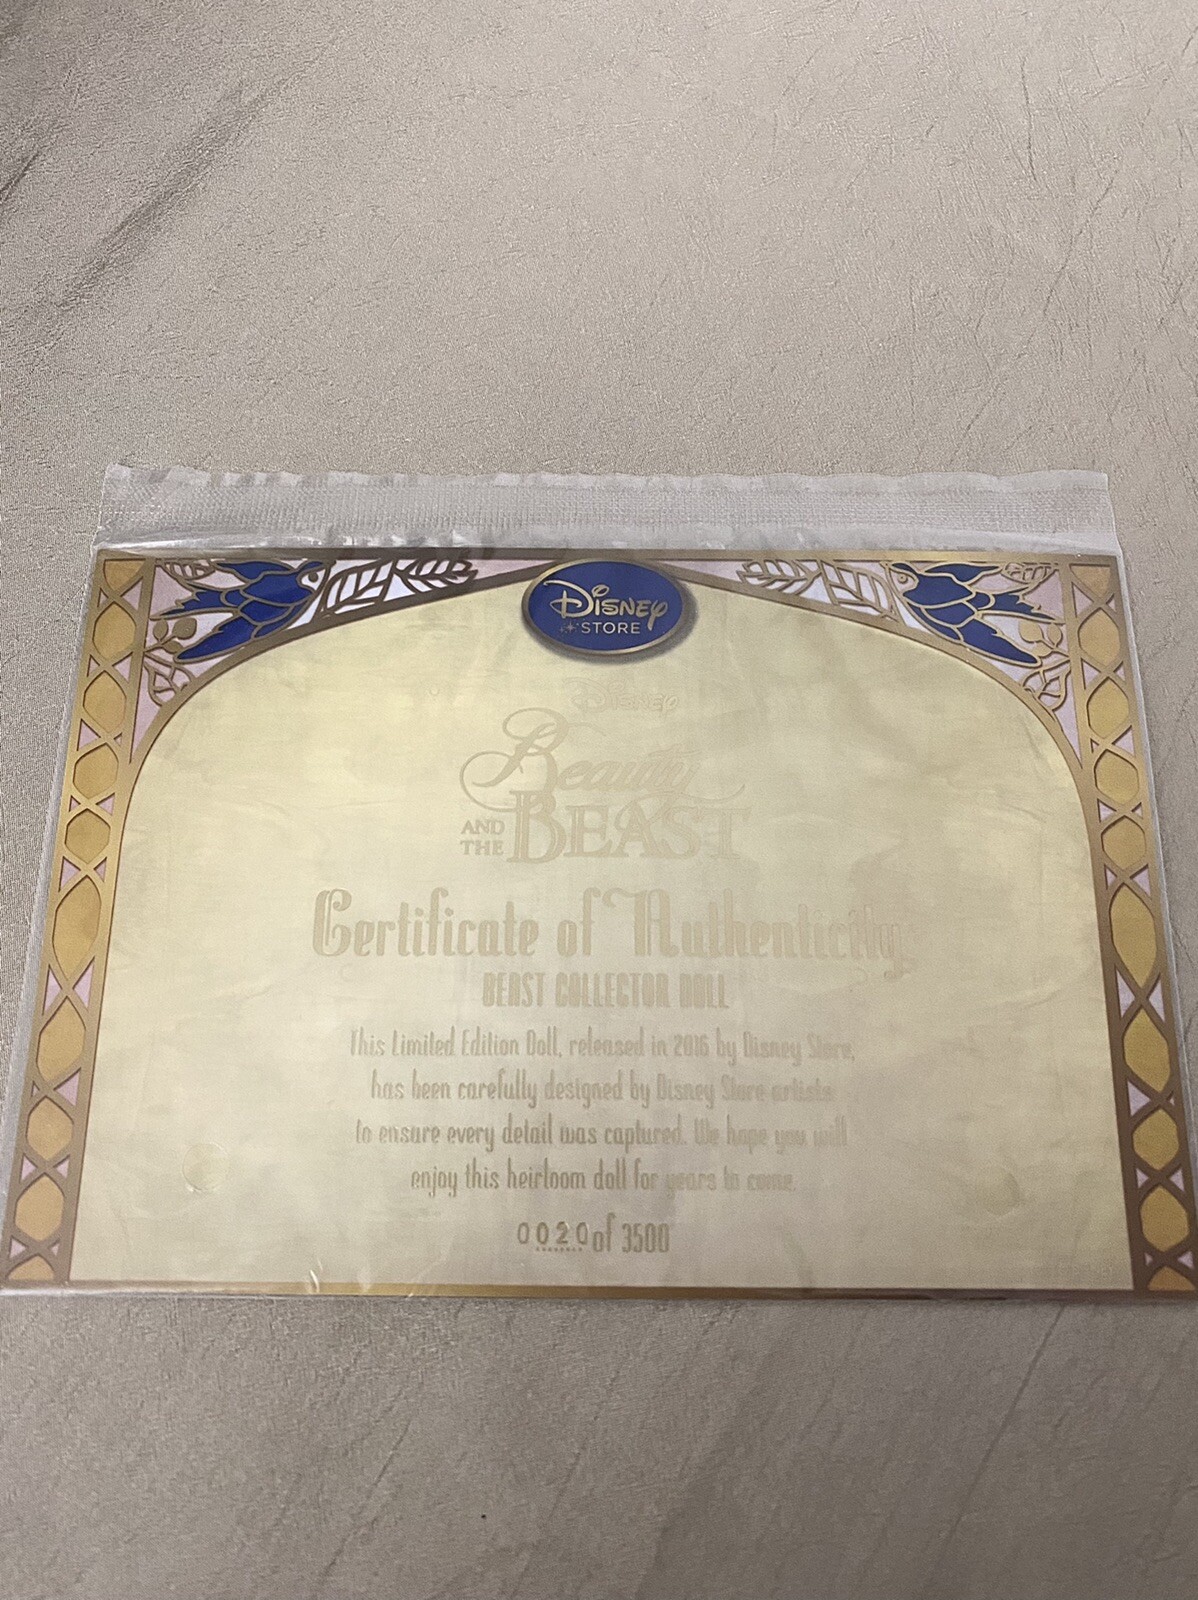 Disney
STORE
Disney
Beauty
AND THE BEAST
Certificate of Authenticity
BEAST COLLECTOR DOLL
This Limited Edition Doll, released in 2016 by Disney Store,
has been carefully designed by Disney Store artists
to ensure every detail was captured. We hope you will
enjoy this heirloom doll for years to come.
0020 of 3500